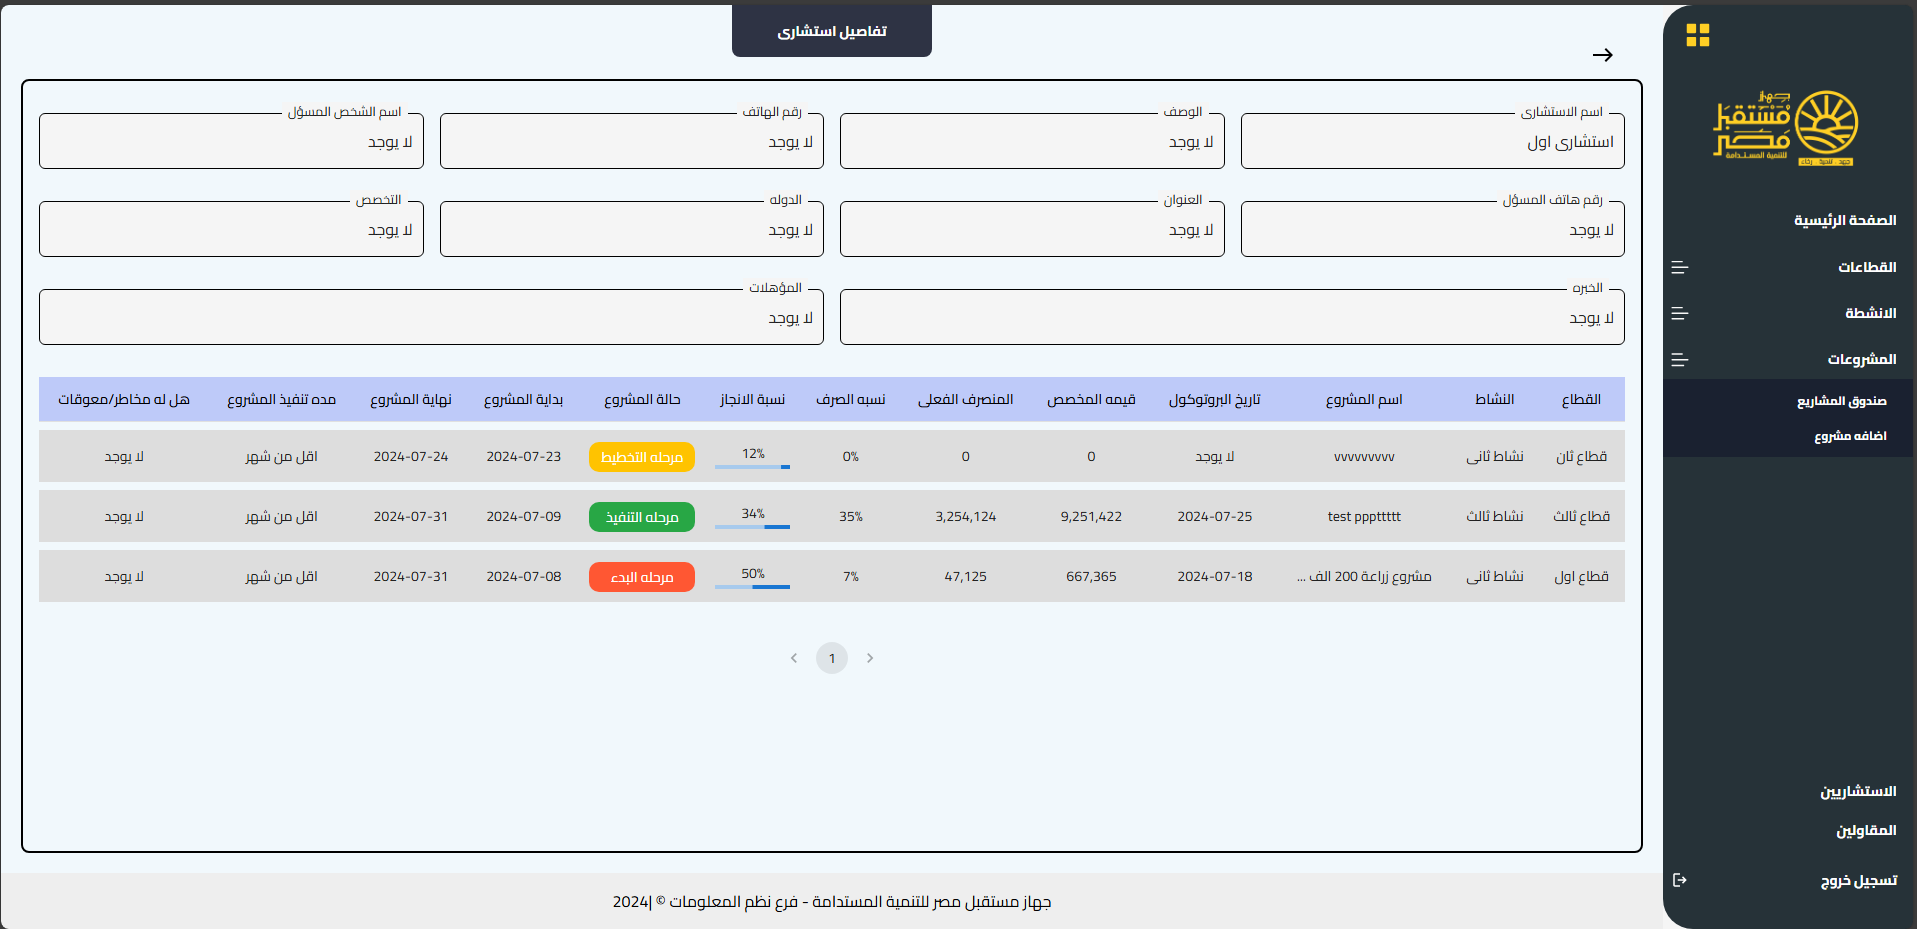 تفاصيل استشارى
جهاز
مستقبل
مصر
للتنمية المستدامة
جهد . تنمية . رخاء
الصفحة الرئيسية
القطاعات
الانشطة
المشروعات
صندوق المشاريع
اضافه مشروع
الاستشاريين
المقاولين
تسجيل خروج
اسم الاستشارى
استشارى اول
الوصف
لا يوجد
رقم الهاتف
لا يوجد
اسم الشخص المسؤل
لا يوجد
رقم هاتف المسؤل
لا يوجد
العنوان
لا يوجد
الدوله
لا يوجد
التخصص
لا يوجد
الخبره
لا يوجد
المؤهلات
لا يوجد
القطاع النشاط اسم المشروع تاريخ البروتوكول قيمه المخصص المنصرف الفعلى نسبه الصرف نسبة الانجاز حالة المشروع بداية المشروع نهاية المشروع مده تنفيذ المشروع هل له مخاطر/معوقات
قطاع ثان نشاط ثانى vvvvvvvvv لا يوجد 0 0 0% 12% مرحله التخطيط 2024-07-23 2024-07-24 اقل من شهر لا يوجد
قطاع ثالث نشاط ثالث test pppttttt 2024-07-25 9,251,422 3,254,124 35% 34% مرحله التنفيذ 2024-07-09 2024-07-31 اقل من شهر لا يوجد
قطاع اول نشاط ثانى مشروع زراعة 200 الف ... 2024-07-18 667,365 47,125 7% 50% مرحله البدء 2024-07-08 2024-07-31 اقل من شهر لا يوجد
1
جهاز مستقبل مصر للتنمية المستدامة - فرع نظم المعلومات © |2024